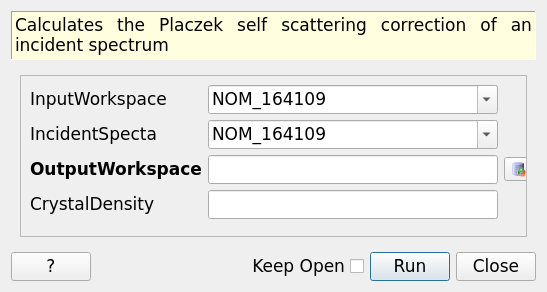 Calculates the Placzek self scattering correction of an
incident spectrum
InputWorkspace NOM_164109
IncidentSpecta NOM_164109
OutputWorkspace
CrystalDensity
? Keep Open Run Close